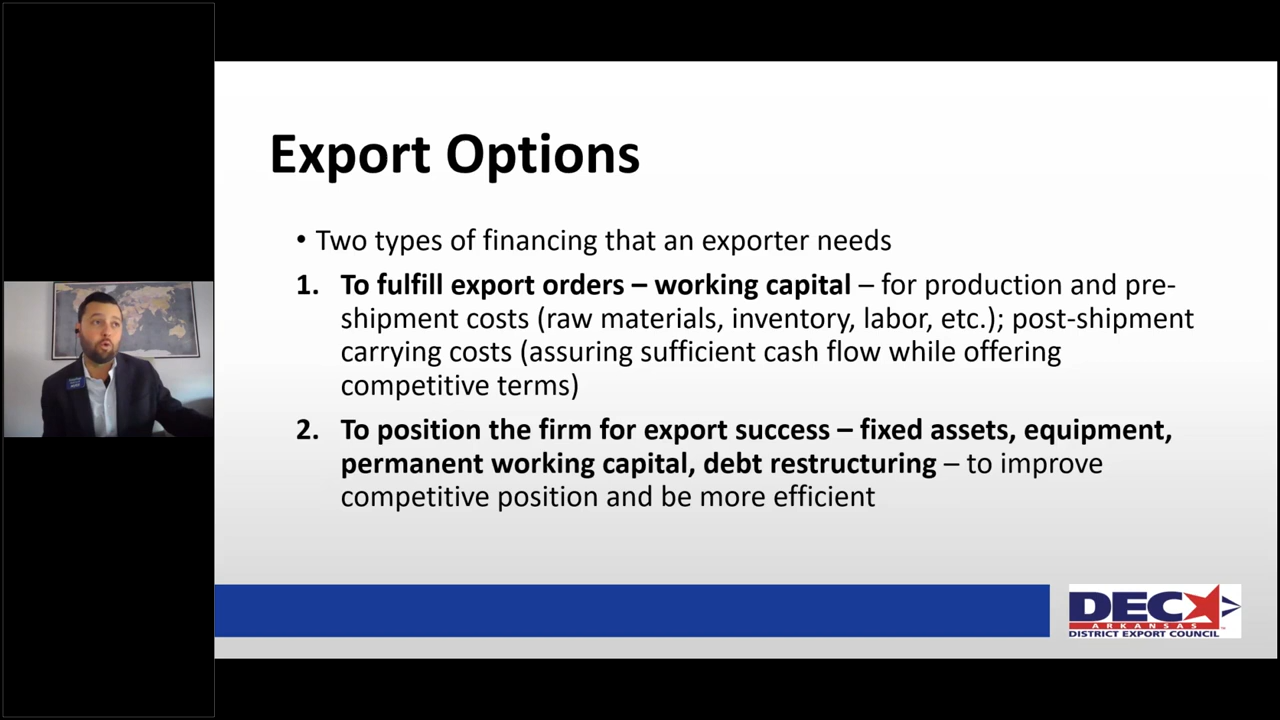 Export Options
• Two types of financing that an exporter needs
1. To fulfill export orders – working capital – for production and pre-
shipment costs (raw materials, inventory, labor, etc.); post-shipment
carrying costs (assuring sufficient cash flow while offering
competitive terms)
2. To position the firm for export success – fixed assets, equipment,
permanent working capital, debt restructuring – to improve
competitive position and be more efficient
DEC
ARKANSAS
DISTRICT EXPORT COUNCIL